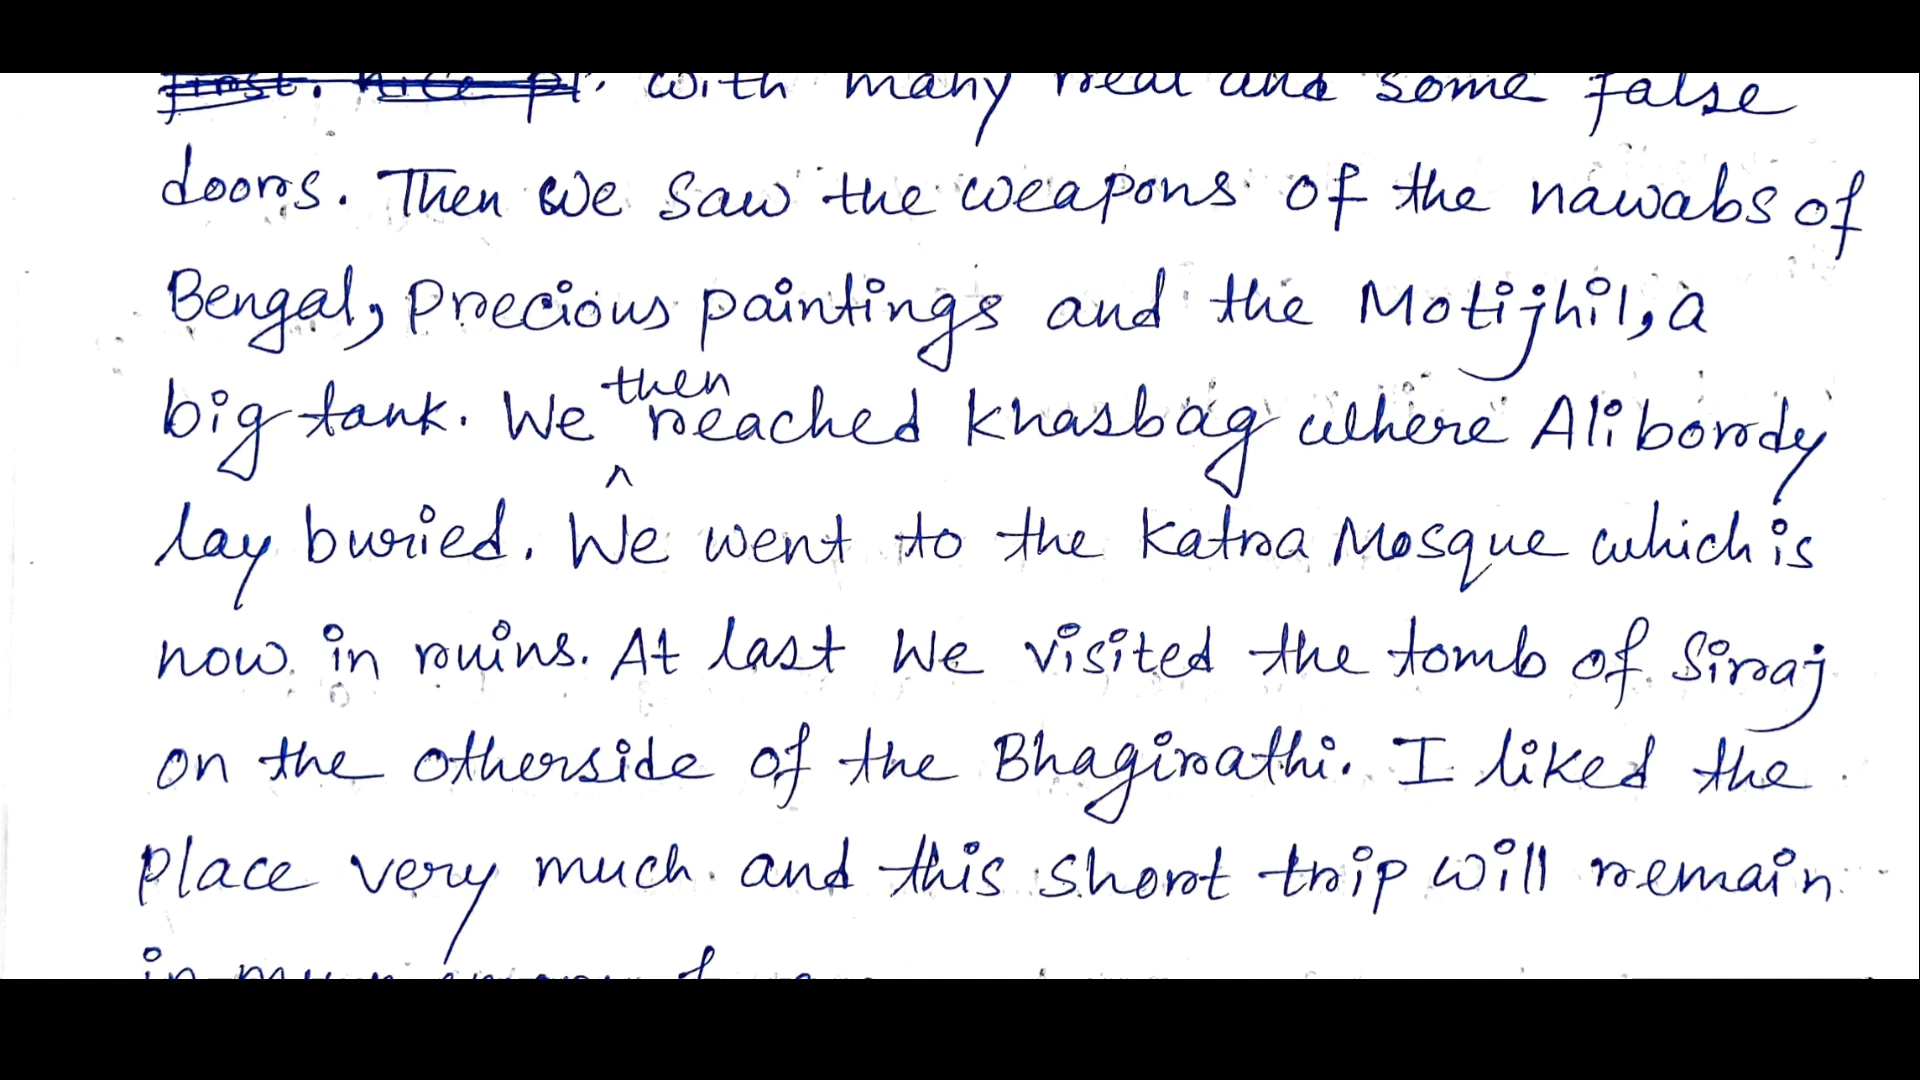 with many real and some false
doors. Then we saw the weapons of the nawabs of
Bengal, precious paintings and the Motijhil, a
big tank. We then reached Khasbag where Alibordy
lay buried. We went to the Katra Mosque which is
now in ruins. At last we visited the tomb of Siraj
on the otherside of the Bhagirathi. I liked the
place very much and this short trip will remain
in my